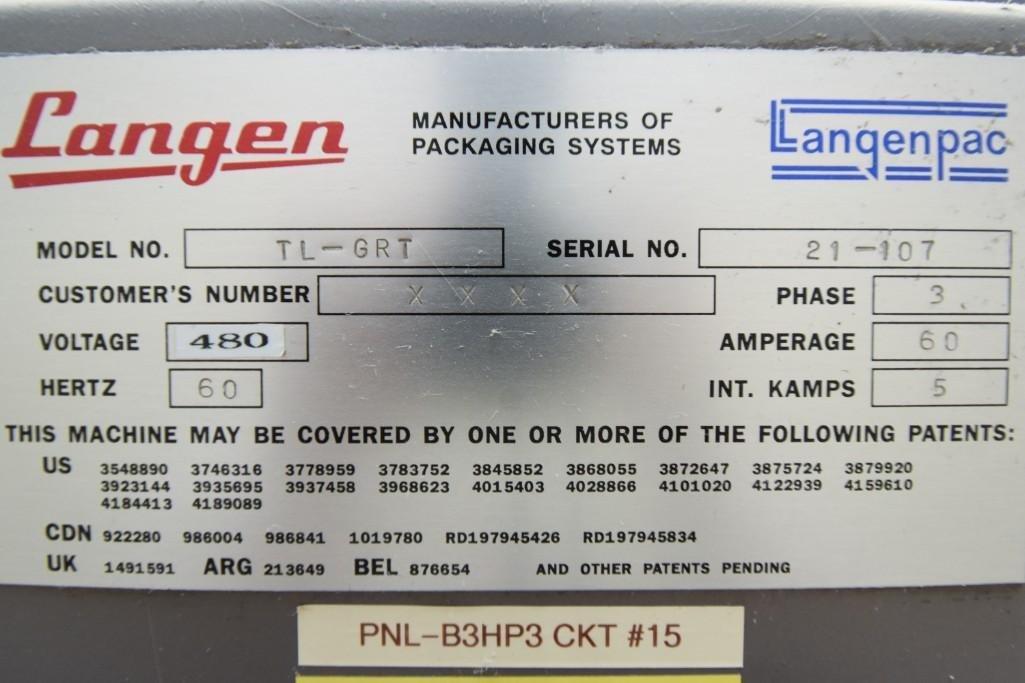 Langen MANUFACTURERS OF Langenpac
PACKAGING SYSTEMS
MODEL NO. TL-GRT SERIAL NO. 21-107
CUSTOMER'S NUMBER X X X X PHASE 3
VOLTAGE 480 AMPERAGE 60
HERTZ 60 INT. KAMPS 5
THIS MACHINE MAY BE COVERED BY ONE OR MORE OF THE FOLLOWING PATENTS:
US 3548890 3746316 3778959 3783752 3845852 3868055 3872647 3875724 3879920
3923144 3935695 3937458 3968623 4015403 4028866 4101020 4122939 4159610
4184413 4189089
CDN 922280 986004 986841 1019780 RD197945426 RD197945834
UK 1491591 ARG 213649 BEL 876654 AND OTHER PATENTS PENDING
PNL-B3HP3 CKT #15